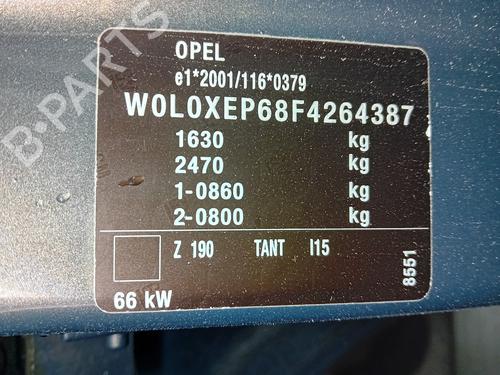 OPEL
e1*2001/116*0379
W0L0XEP68F4264387
1630 kg
2470 kg
1-0860 kg
2-0800 kg
Z 190 TANT I15
66 kW
8551
B-PARTS